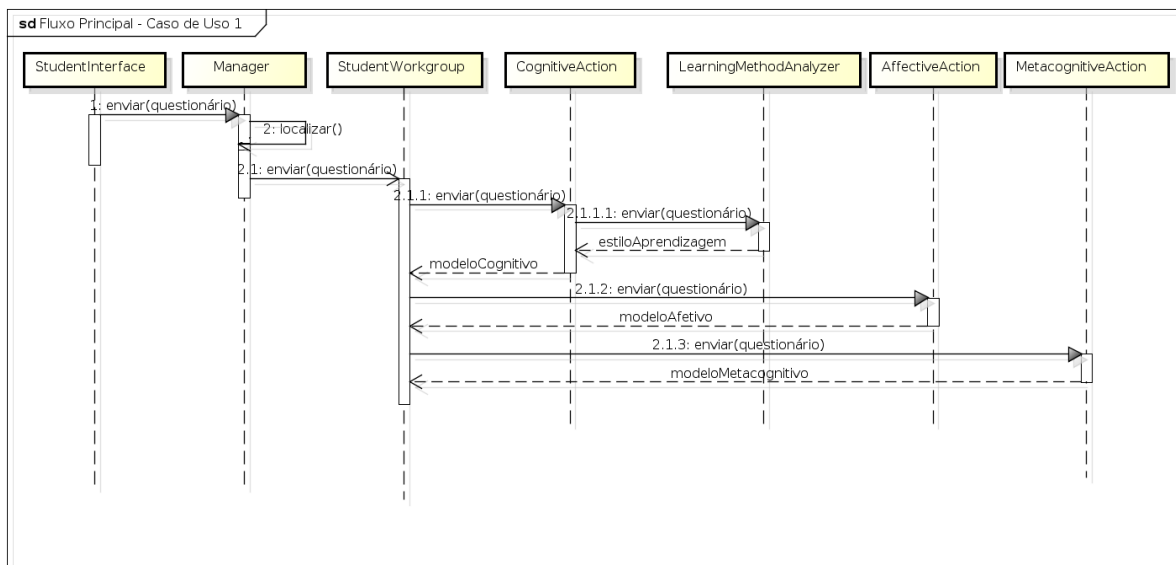 sd Fluxo Principal - Caso de Uso 1
StudentInterface
Manager
StudentWorkgroup
CognitiveAction
LearningMethodAnalyzer
AffectiveAction
MetacognitiveAction
1: enviar(questionário)
2: localizar()
2.1: enviar(questionário)
2.1.1: enviar(questionário)
2.1.1.1: enviar(questionário)
estiloAprendizagem
modeloCognitivo
2.1.2: enviar(questionário)
modeloAfetivo
2.1.3: enviar(questionário)
modeloMetacognitivo